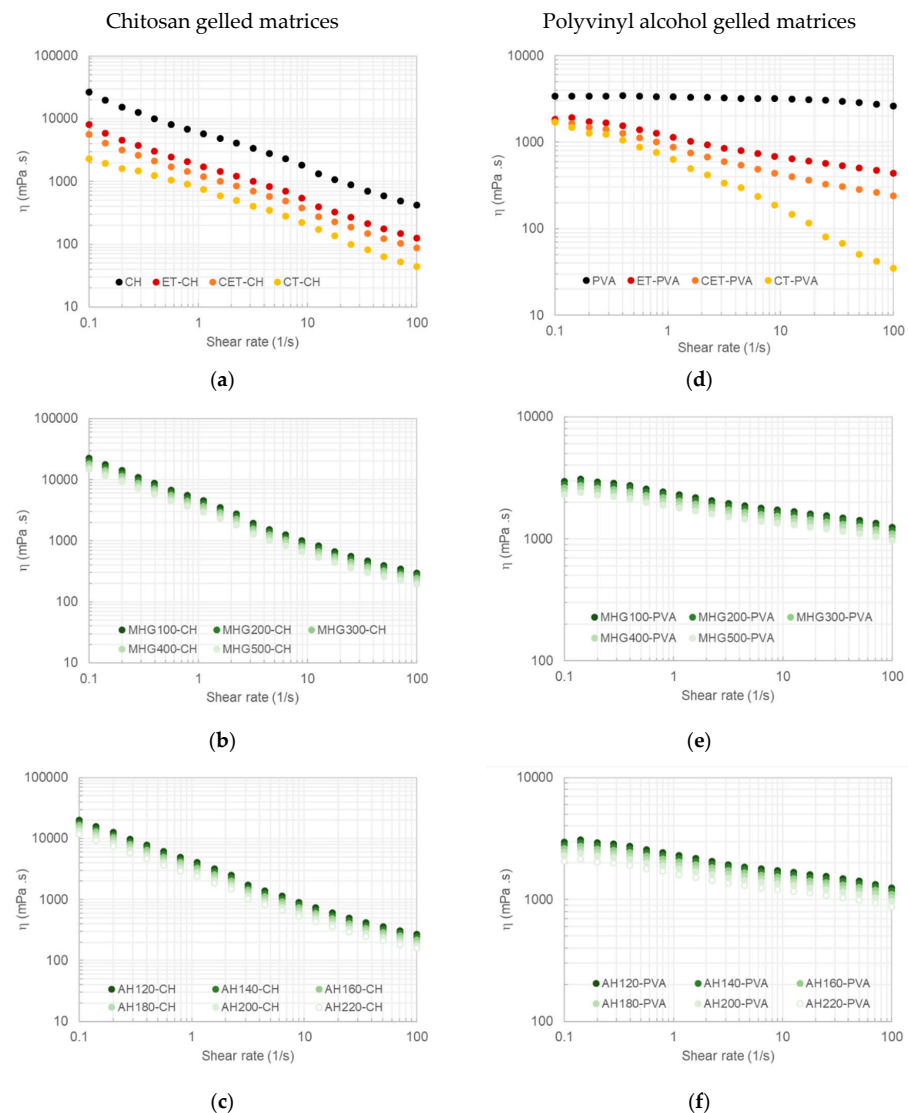 Chitosan gelled matrices
Polyvinyl alcohol gelled matrices
100000
10000
1000
100
10
η (mPa .s)
CH ET-CH CET-CH CT-CH
0.1 1 10 100
Shear rate (1/s)
(a)
10000
1000
100
10
η (mPa .s)
PVA ET-PVA CET-PVA CT-PVA
0.1 1 10 100
Shear rate (1/s)
(d)
100000
10000
1000
100
10
η (mPa .s)
MHG100-CH MHG200-CH MHG300-CH
MHG400-CH MHG500-CH
0.1 1 10 100
Shear rate (1/s)
(b)
10000
1000
100
η (mPa .s)
MHG100-PVA MHG200-PVA MHG300-PVA
MHG400-PVA MHG500-PVA
0.1 1 10 100
Shear rate (1/s)
(e)
100000
10000
1000
100
10
η (mPa .s)
AH120-CH AH140-CH AH160-CH
AH180-CH AH200-CH AH220-CH
0.1 1 10 100
Shear rate (1/s)
(c)
10000
1000
100
η (mPa .s)
AH120-PVA AH140-PVA AH160-PVA
AH180-PVA AH200-PVA AH220-PVA
0.1 1 10 100
Shear rate (1/s)
(f)